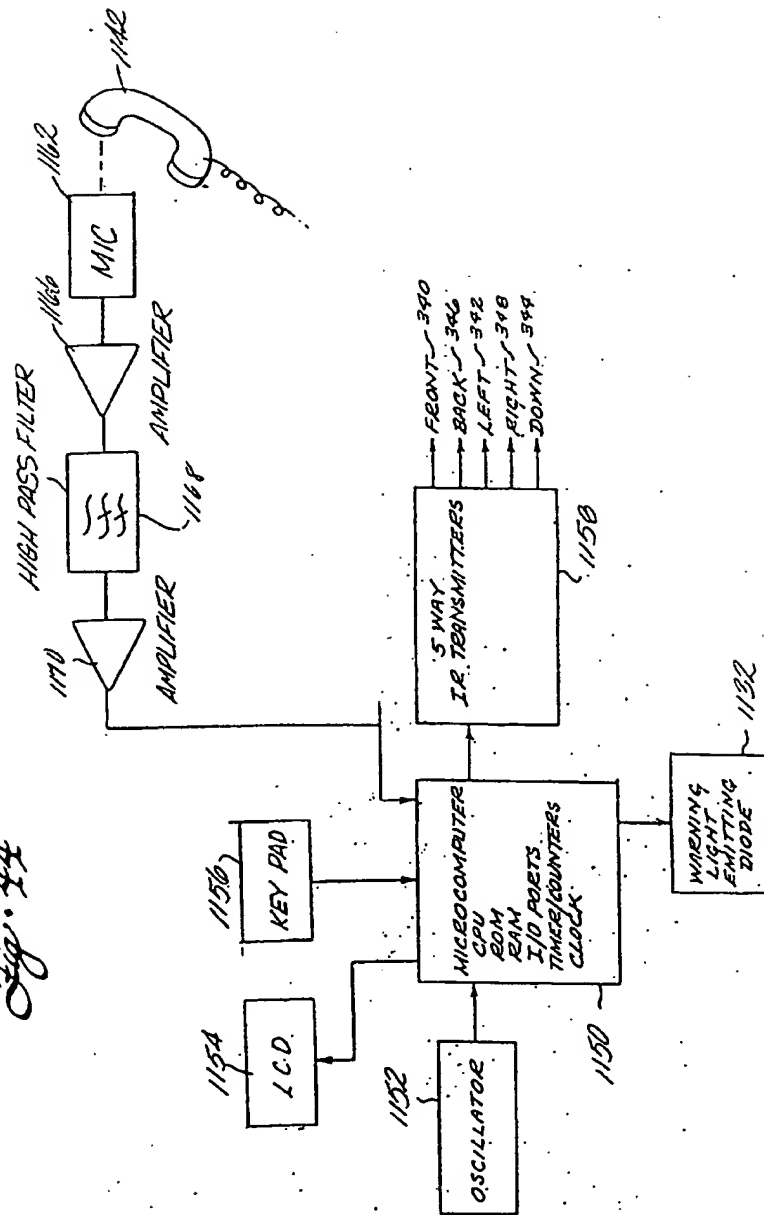 Fig. 44
1142
1162
MIC
1166
AMPLIFIER
HIGH PASS FILTER
1168
1170
AMPLIFIER
1154
L.C.D.
1156
KEY PAD
1152
OSCILLATOR
MICROCOMPUTER
CPU
ROM
RAM
I/O PORTS
TIMER/COUNTERS
CLOCK
1150
5 WAY
I.R. TRANSMITTERS
1158
FRONT 340
BACK 346
LEFT 342
RIGHT 348
DOWN 344
WARNING
LIGHT
EMITTING
DIODE
1132